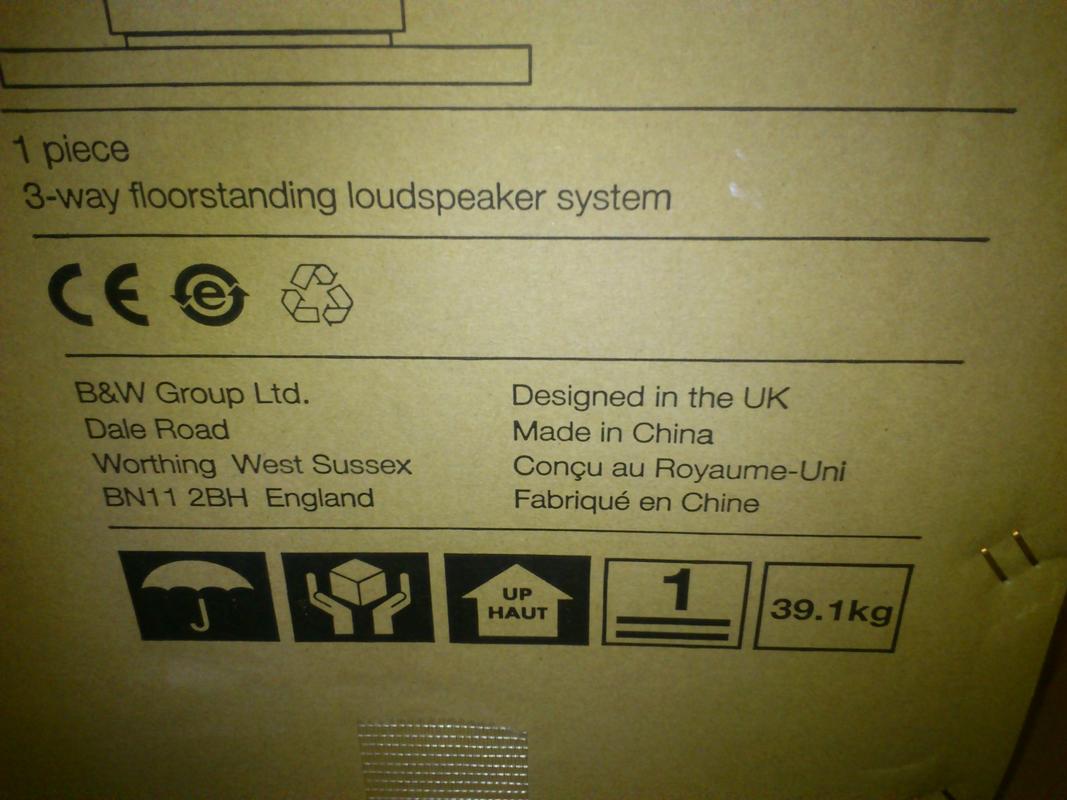 1 piece
3-way floorstanding loudspeaker system
CE e
B&W Group Ltd.
Dale Road
Worthing West Sussex
BN11 2BH England
Designed in the UK
Made in China
Conçu au Royaume-Uni
Fabriqué en Chine
UP
HAUT
1
39.1kg